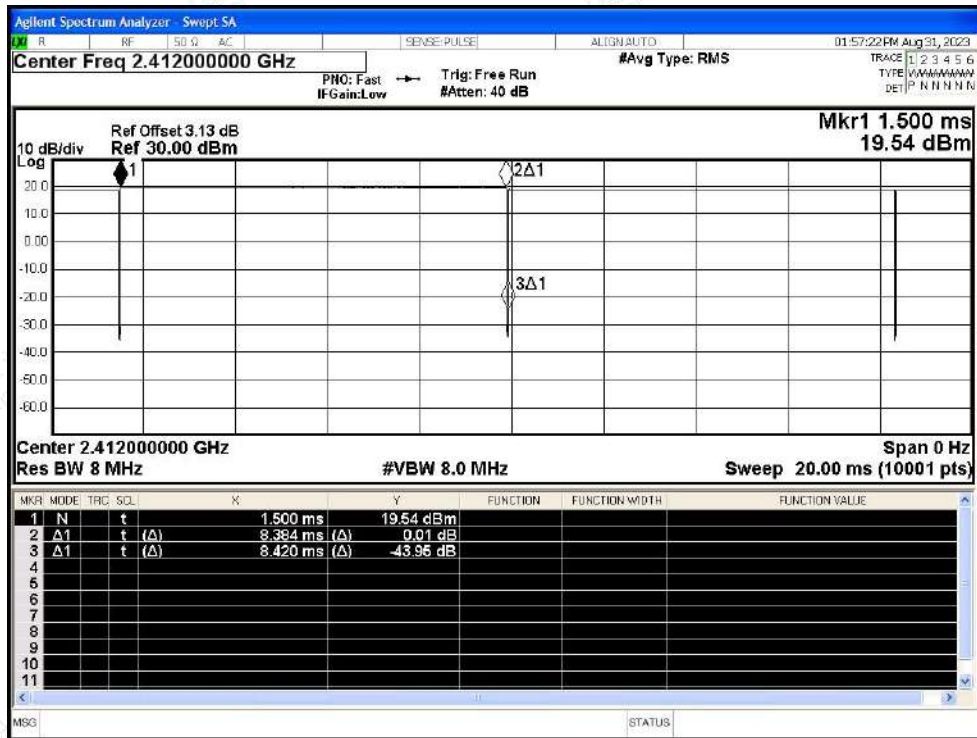 Agilent Spectrum Analyzer - Swept SA
LXI R RF 50 Ω AC SENSE:PULSE ALIGN AUTO 01:57:22 PM Aug 31, 2023
Center Freq 2.412000000 GHz #Avg Type: RMS TRACE 1 2 3 4 5 6
PNO: Fast Trig: Free Run TYPE WWWWWWW
IFGain:Low #Atten: 40 dB DET P N N N N N
Mkr1 1.500 ms
Ref Offset 3.13 dB
10 dB/div Ref 30.00 dBm 19.54 dBm
Log
1 2Δ1
20.0
10.0
0.00
-10.0
3Δ1
-20.0
-30.0
-40.0
-50.0
-60.0
Center 2.412000000 GHz Span 0 Hz
Res BW 8 MHz #VBW 8.0 MHz Sweep 20.00 ms (10001 pts)
MKR MODE TRC SCL X Y FUNCTION FUNCTION WIDTH FUNCTION VALUE
1 N t 1.500 ms 19.54 dBm
2 Δ1 t (Δ) 8.384 ms (Δ) 0.01 dB
3 Δ1 t (Δ) 8.420 ms (Δ) -43.95 dB
4
5
6
7
8
9
10
11
MSG STATUS